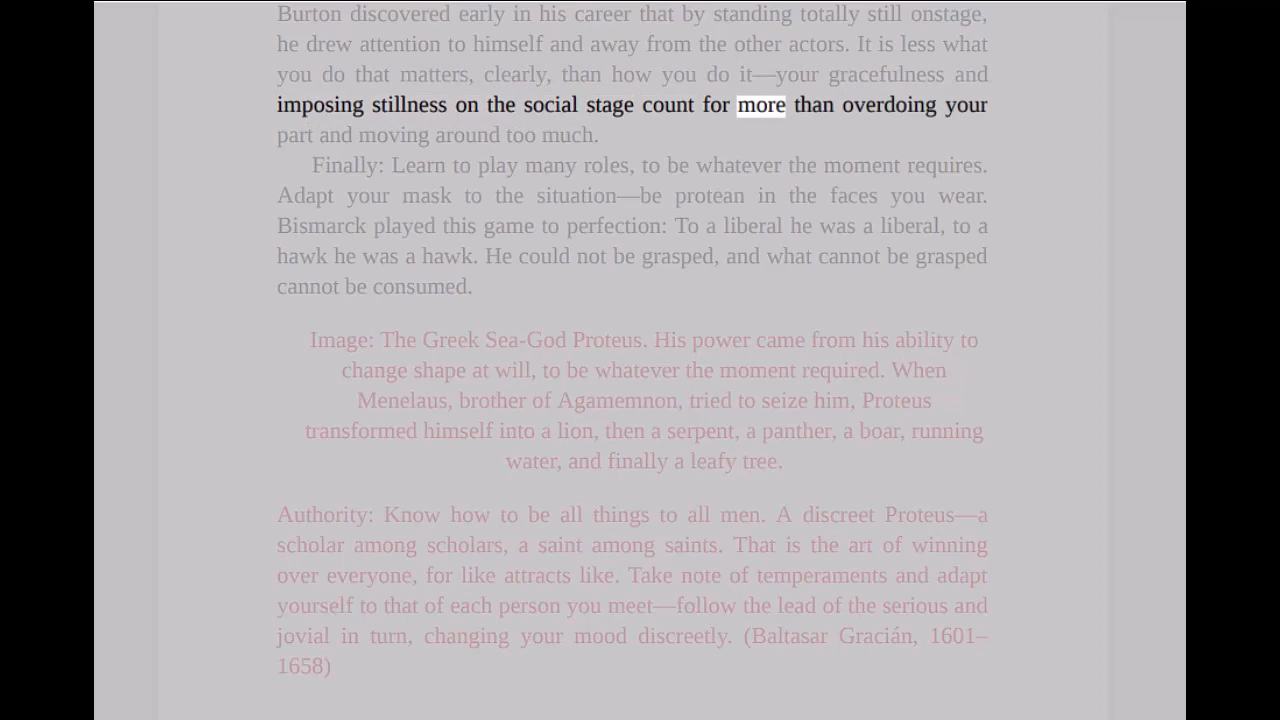 Burton discovered early in his career that by standing totally still onstage,
he drew attention to himself and away from the other actors. It is less what
you do that matters, clearly, than how you do it—your gracefulness and
imposing stillness on the social stage count for more than overdoing your
part and moving around too much.
Finally: Learn to play many roles, to be whatever the moment requires.
Adapt your mask to the situation—be protean in the faces you wear.
Bismarck played this game to perfection: To a liberal he was a liberal, to a
hawk he was a hawk. He could not be grasped, and what cannot be grasped
cannot be consumed.
Image: The Greek Sea-God Proteus. His power came from his ability to
change shape at will, to be whatever the moment required. When
Menelaus, brother of Agamemnon, tried to seize him, Proteus
transformed himself into a lion, then a serpent, a panther, a boar, running
water, and finally a leafy tree.
Authority: Know how to be all things to all men. A discreet Proteus—a
scholar among scholars, a saint among saints. That is the art of winning
over everyone, for like attracts like. Take note of temperaments and adapt
yourself to that of each person you meet—follow the lead of the serious and
jovial in turn, changing your mood discreetly. (Baltasar Gracián, 1601–
1658)